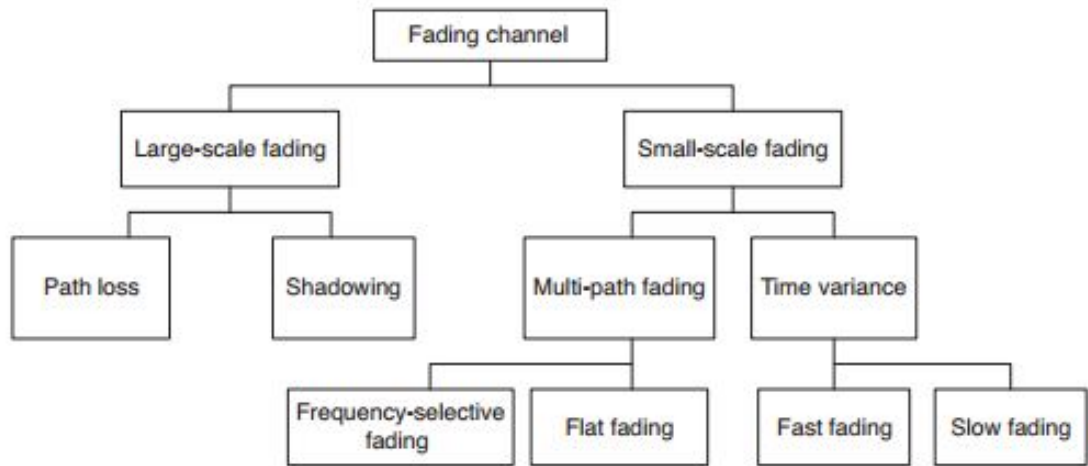 Fading channel
Large-scale fading
Small-scale fading
Path loss
Shadowing
Multi-path fading
Time variance
Frequency-selective
fading
Flat fading
Fast fading
Slow fading